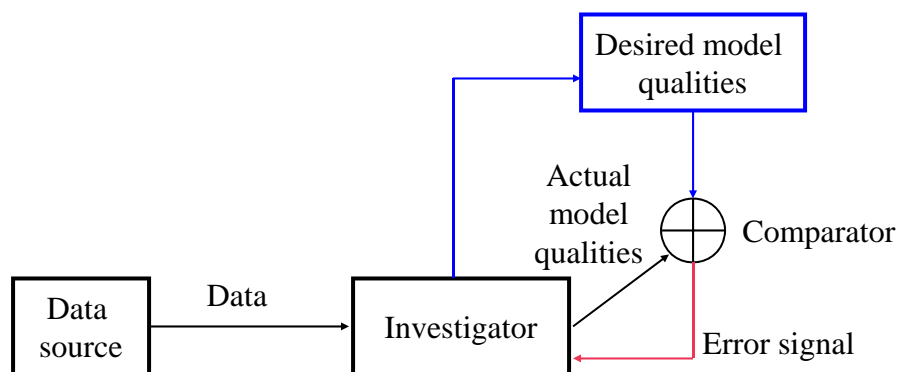 Desired model
qualities
Actual
model
qualities
Comparator
Data
Data
source
Investigator
Error signal